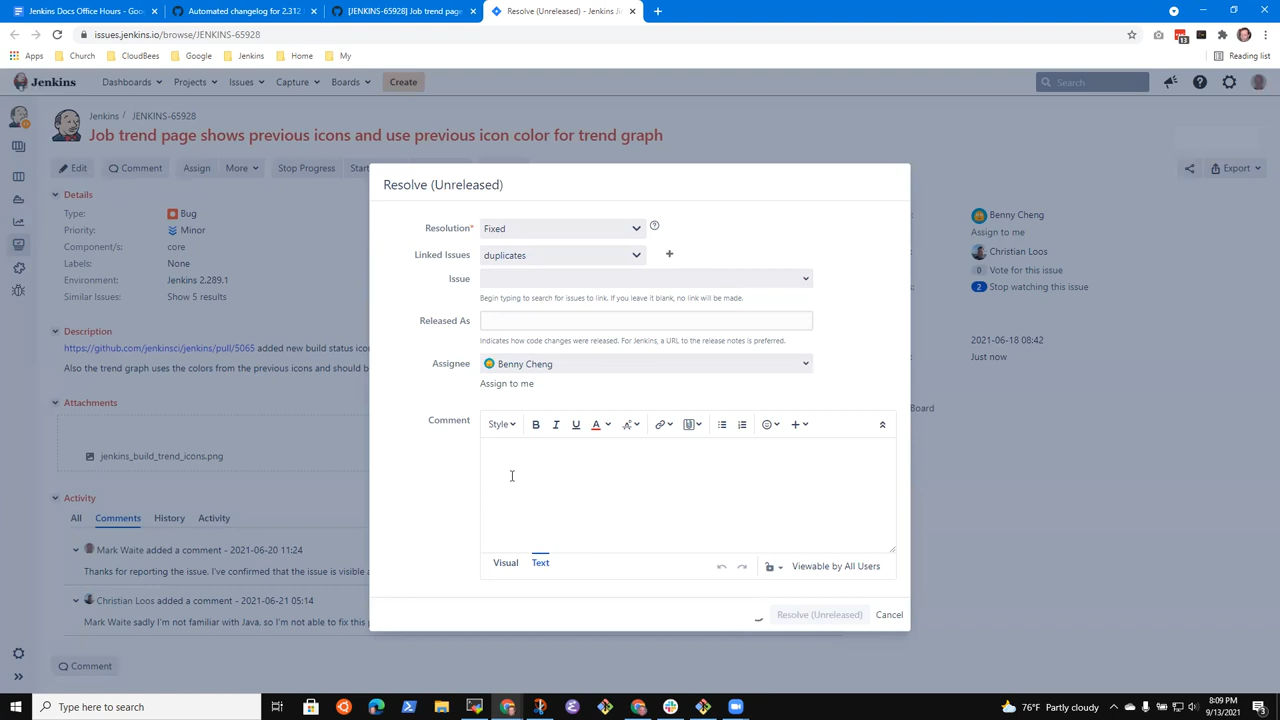 Jenkins Docs Office Hours - Goo
Automated changelog for 2.312
[JENKINS-65928] Job trend page
Resolve (Unreleased) - Jenkins Ji
issues.jenkins.io/browse/JENKINS-65928
13
Apps Church CloudBees Google Jenkins Home My Reading list
Jenkins Dashboards Projects Issues Capture Boards Create Search
Jenkins / JENKINS-65928
Job trend page shows previous icons and use previous icon color for trend graph
Edit Comment Assign More Stop Progress Start Export
Details
Type: Bug
Priority: Minor
Component/s: core
Labels: None
Environment: Jenkins 2.289.1
Similar Issues: Show 5 results
Description
https://github.com/jenkinsci/jenkins/pull/5065 added new build status icon
Also the trend graph uses the colors from the previous icons and should b
Attachments
jenkins_build_trend_icons.png
Activity
All Comments History Activity
Mark Waite added a comment - 2021-06-20 11:24
Thanks for reporting the issue. I've confirmed that the issue is visible a
Christian Loos added a comment - 2021-06-21 05:14
Mark Waite sadly I'm not familiar with Java, so I'm not able to fix this p
Comment
Resolve (Unreleased)
Resolution* Fixed
Linked Issues duplicates
Issue
Begin typing to search for issues to link. If you leave it blank, no link will be made.
Released As
Indicates how code changes were released. For Jenkins, a URL to the release notes is preferred.
Assignee Benny Cheng
Assign to me
Comment
Style B I U A
Visual Text Viewable by All Users
Resolve (Unreleased) Cancel
Benny Cheng
Assign to me
Christian Loos
0 Vote for this issue
2 Stop watching this issue
2021-06-18 08:42
Just now
Board
Type here to search
76°F Partly cloudy
8:09 PM
9/13/2021
3